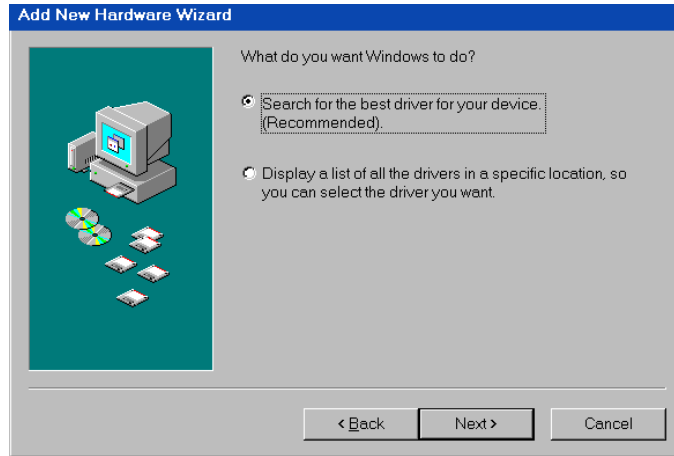 Add New Hardware Wizard
What do you want Windows to do?
Search for the best driver for your device.
(Recommended).
Display a list of all the drivers in a specific location, so
you can select the driver you want.
< Back
Next >
Cancel